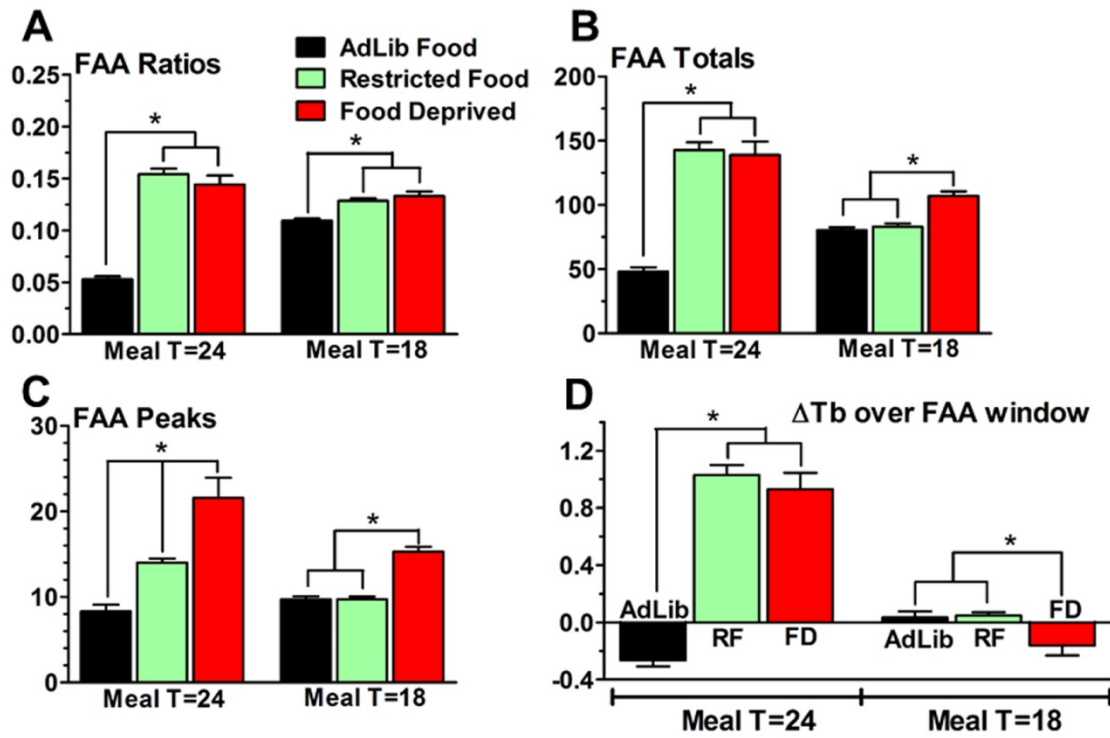 A
FAA Ratios
AdLib Food
Restricted Food
Food Deprived
0.25
0.20
0.15
0.10
0.05
0.00
*
*
Meal T=24 Meal T=18
B
FAA Totals
200
150
100
50
0
*
*
Meal T=24 Meal T=18
C
FAA Peaks
30
20
10
0
*
*
Meal T=24 Meal T=18
D
ΔTb over FAA window
1.2
0.8
0.4
0.0
-0.4
*
*
AdLib RF FD AdLib RF FD
Meal T=24 Meal T=18